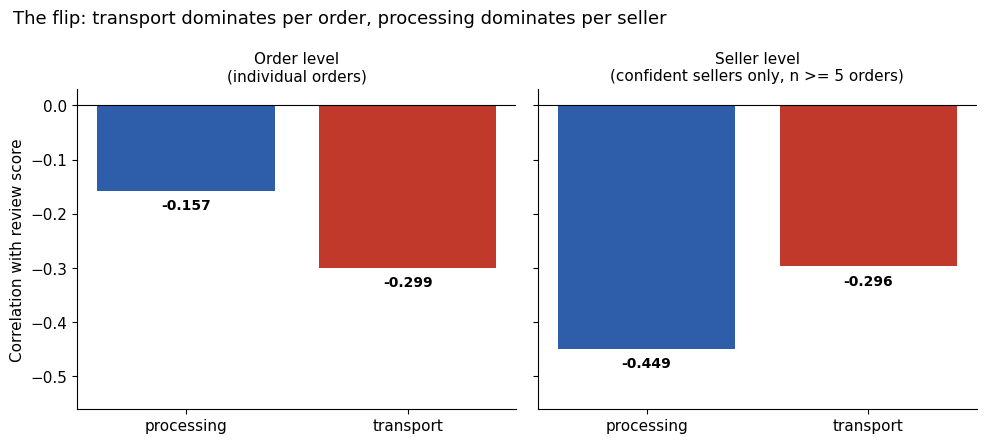 The flip: transport dominates per order, processing dominates per seller
Order level
(individual orders)
Seller level
(confident sellers only, n >= 5 orders)
Correlation with review score
0.0
−0.1
−0.2
−0.3
−0.4
−0.5
-0.157
-0.299
-0.449
-0.296
processing
transport
processing
transport